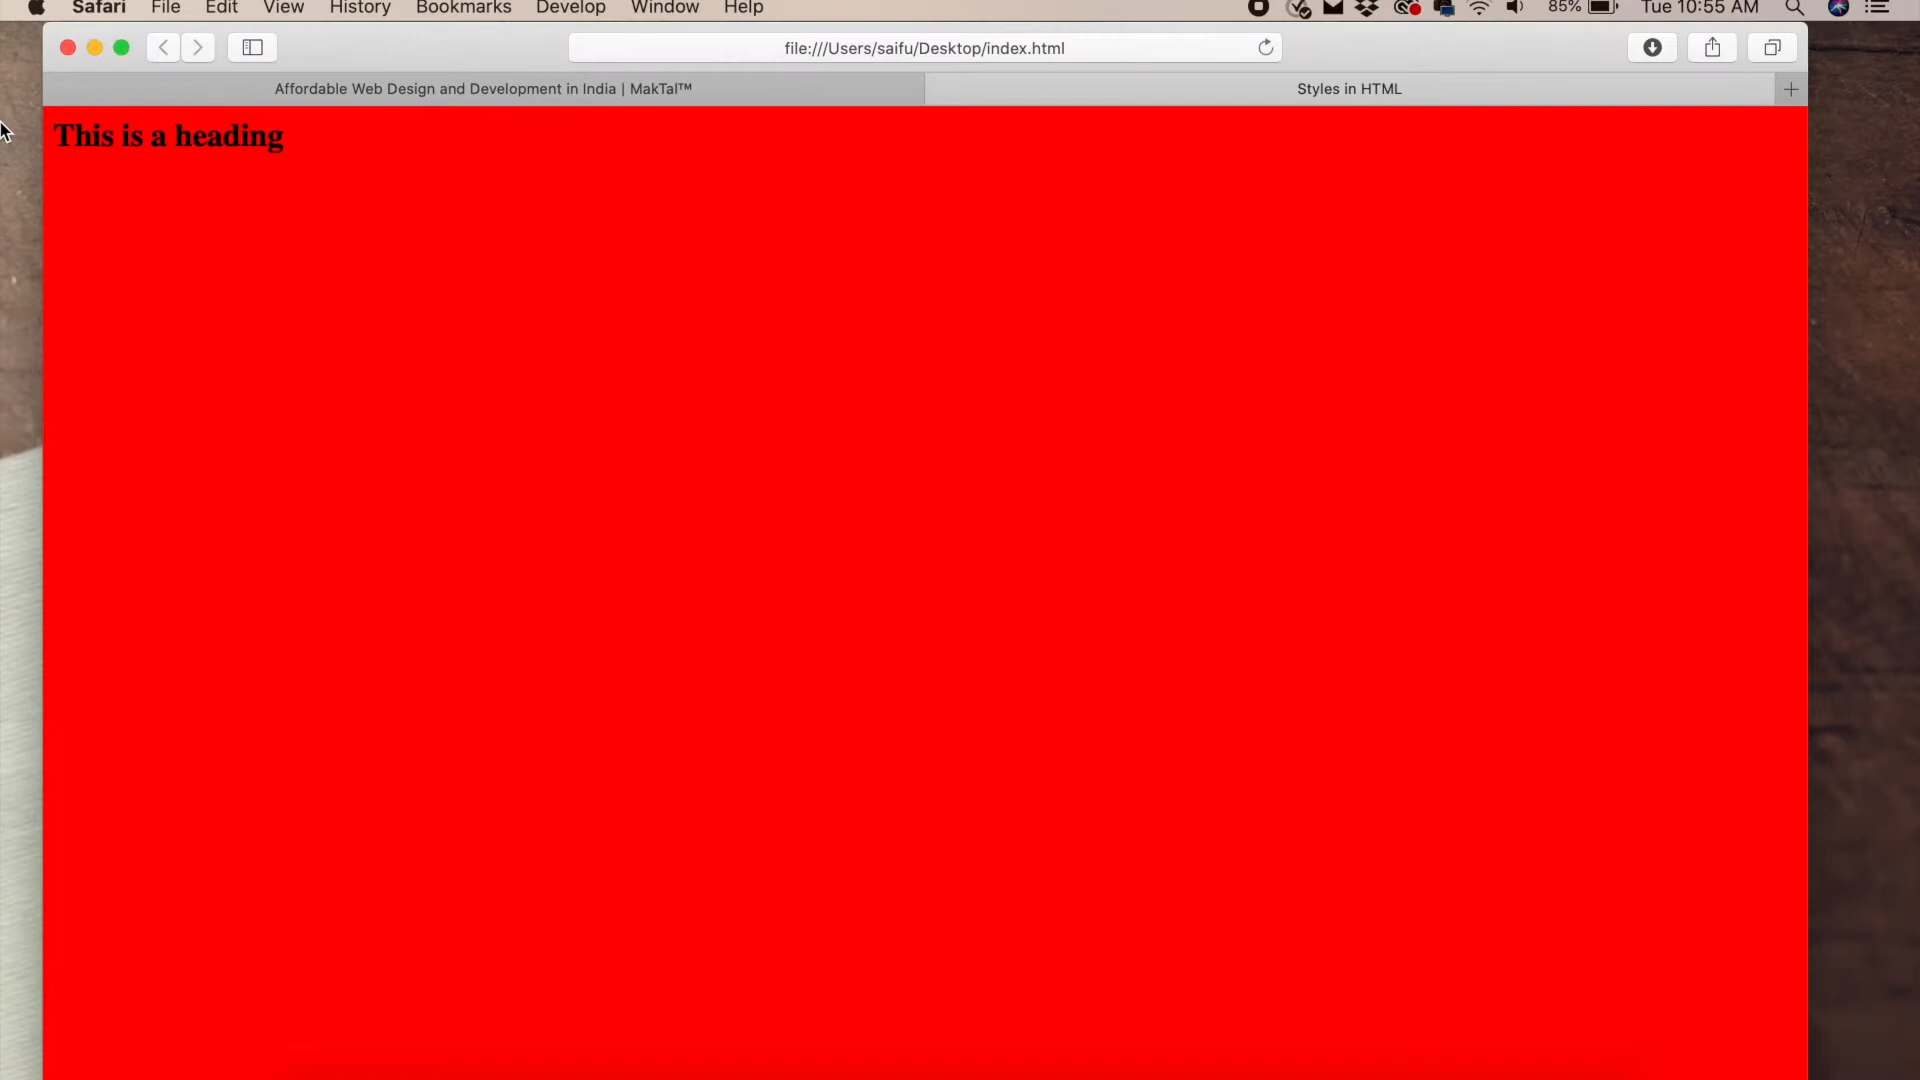 Safari File Edit View History Bookmarks Develop Window Help 85% Tue 10:55 AM
file:///Users/saifu/Desktop/index.html
Affordable Web Design and Development in India | MakTal™ Styles in HTML
This is a heading